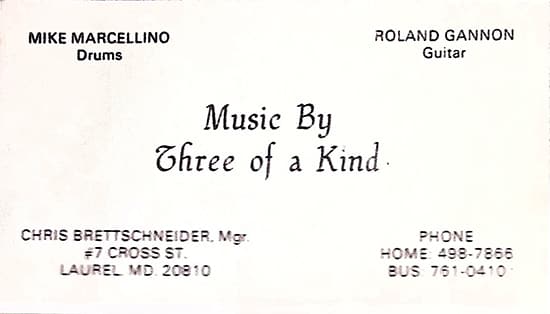 MIKE MARCELLINO
Drums
ROLAND GANNON
Guitar
Music By
Three of a Kind
CHRIS BRETTSCHNEIDER, Mgr.
#7 CROSS ST.
LAUREL, MD. 20810
PHONE
HOME: 498-7866
BUS: 761-0410